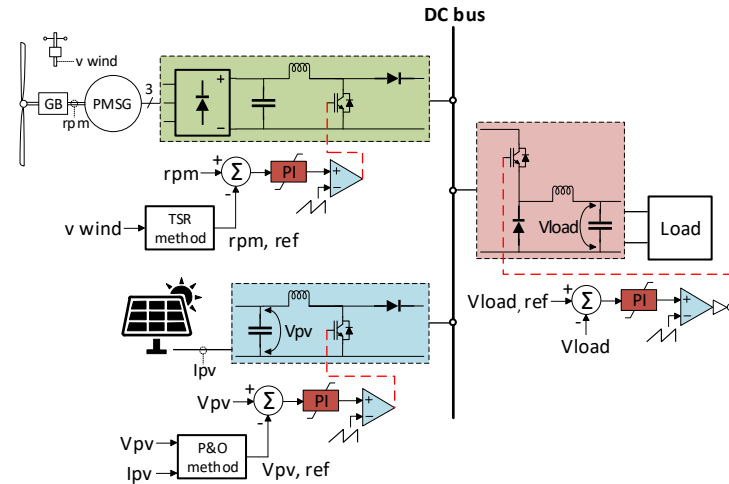 DC bus
v wind
GB
PMSG
3
rpm
+
−
rpm
+
-
Σ
PI
+
−
v wind
TSR
method
rpm, ref
Vload
Load
Vload, ref
+
-
Σ
PI
+
−
Vload
Vpv
Ipv
Vpv
+
-
Σ
PI
+
−
Vpv
Ipv
P&O
method
Vpv, ref